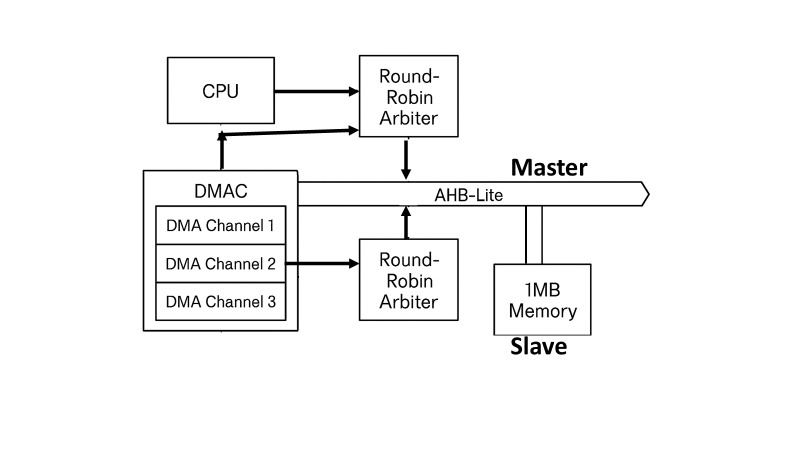 CPU
Round-
Robin
Arbiter
Master
DMAC
AHB-Lite
DMA Channel 1
DMA Channel 2
DMA Channel 3
Round-
Robin
Arbiter
1MB
Memory
Slave